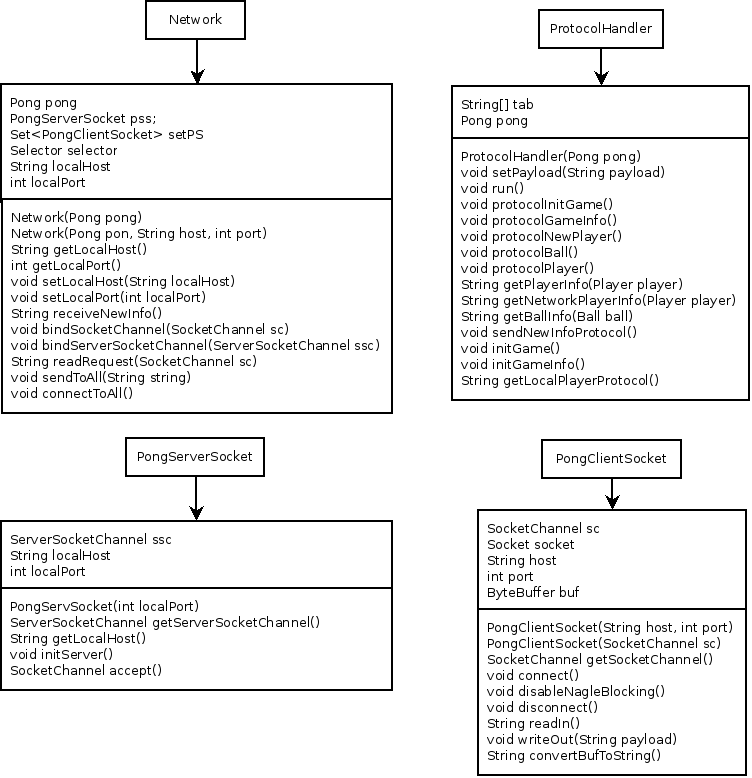 Network
Pong pong
PongServerSocket pss;
Set<PongClientSocket> setPS
Selector selector
String localHost
int localPort
Network(Pong pong)
Network(Pong pon, String host, int port)
String getLocalHost()
int getLocalPort()
void setLocalHost(String localHost)
void setLocalPort(int localPort)
String receiveNewInfo()
void bindSocketChannel(SocketChannel sc)
void bindServerSocketChannel(ServerSocketChannel ssc)
String readRequest(SocketChannel sc)
void sendToAll(String string)
void connectToAll()
ProtocolHandler
String[] tab
Pong pong
ProtocolHandler(Pong pong)
void setPayload(String payload)
void run()
void protocolInitGame()
void protocolGameInfo()
void protocolNewPlayer()
void protocolBall()
void protocolPlayer()
String getPlayerInfo(Player player)
String getNetworkPlayerInfo(Player player)
String getBallInfo(Ball ball)
void sendNewInfoProtocol()
void initGame()
void initGameInfo()
String getLocalPlayerProtocol()
PongServerSocket
ServerSocketChannel ssc
String localHost
int localPort
PongServSocket(int localPort)
ServerSocketChannel getServerSocketChannel()
String getLocalHost()
void initServer()
SocketChannel accept()
PongClientSocket
SocketChannel sc
Socket socket
String host
int port
ByteBuffer buf
PongClientSocket(String host, int port)
PongClientSocket(SocketChannel sc)
SocketChannel getSocketChannel()
void connect()
void disableNagleBlocking()
void disconnect()
String readIn()
void writeOut(String payload)
String convertBufToString()